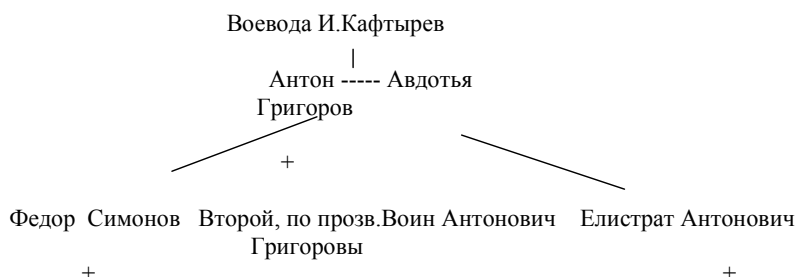 Воевода И.Кафтырев
|
Антон ----- Авдотья
Григоров
+
Федор Симонов Второй, по прозв.Воин Антонович Елистрат Антонович
Григоровы
+ +